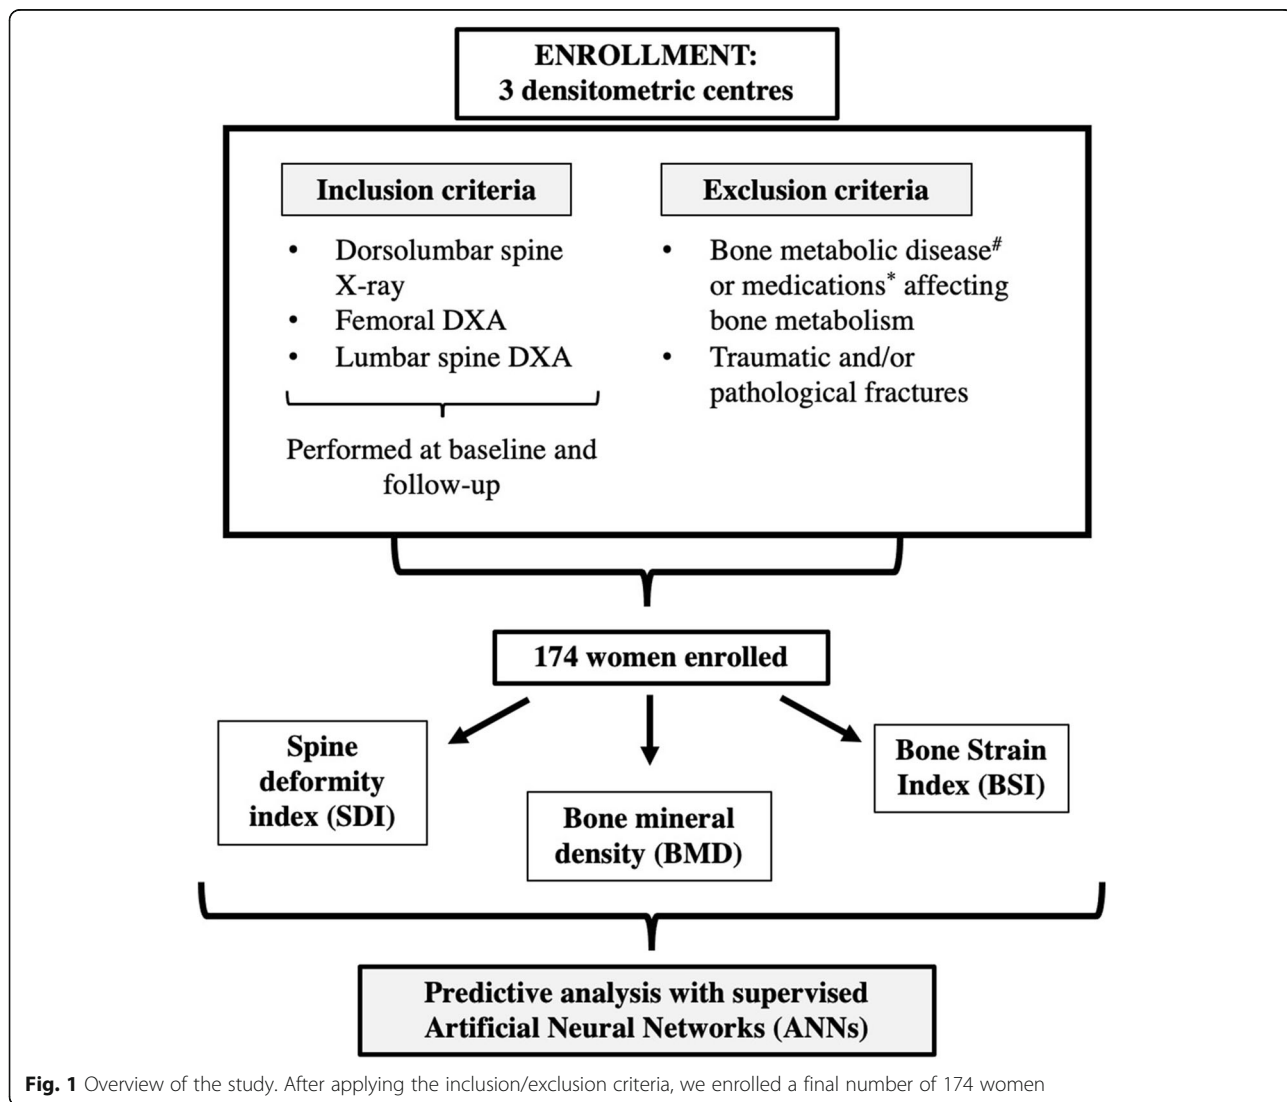 ENROLLMENT:
3 densitometric centres
Inclusion criteria
• Dorsolumbar spine
X-ray
• Femoral DXA
• Lumbar spine DXA
Performed at baseline and
follow-up
Exclusion criteria
• Bone metabolic disease#
or medications* affecting
bone metabolism
• Traumatic and/or
pathological fractures
174 women enrolled
Spine
deformity
index (SDI)
Bone mineral
density (BMD)
Bone Strain
Index (BSI)
Predictive analysis with supervised
Artificial Neural Networks (ANNs)
Fig. 1 Overview of the study. After applying the inclusion/exclusion criteria, we enrolled a final number of 174 women